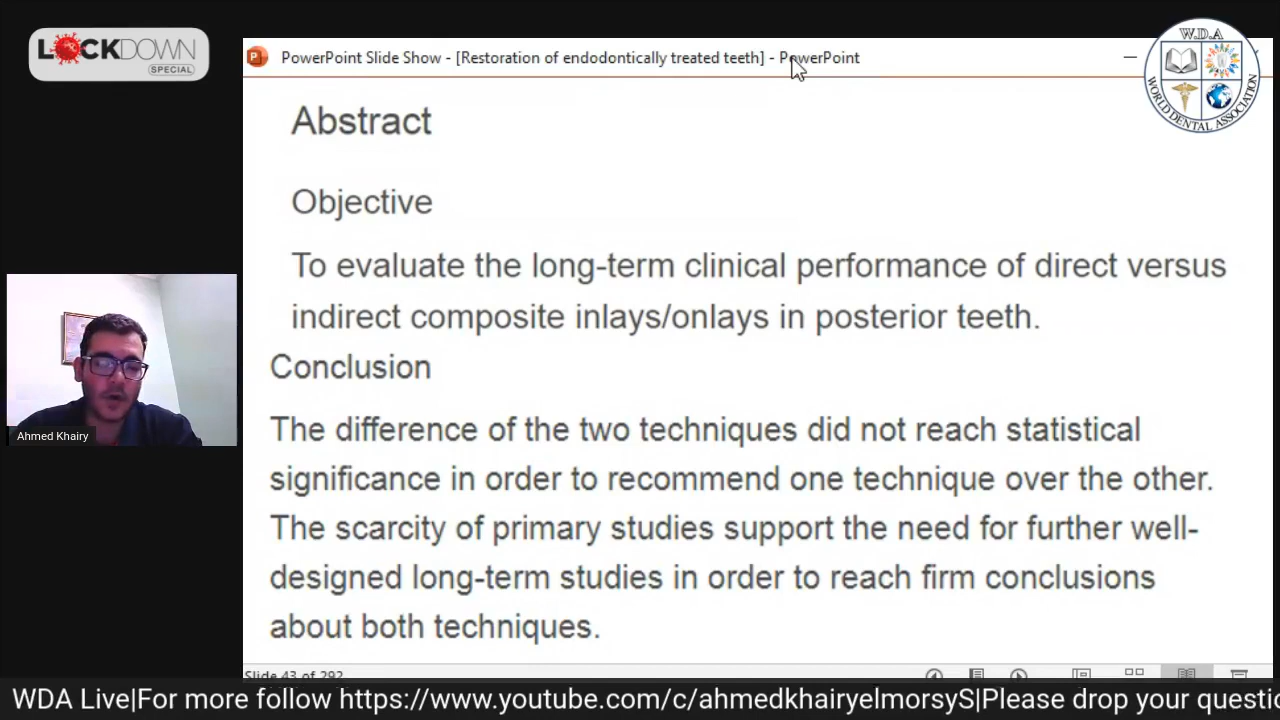 LOCKDOWN
SPECIAL
PowerPoint Slide Show - [Restoration of endodontically treated teeth] - PowerPoint
W.D.A
WORLD DENTAL ASSOCIATION
Abstract
Objective
To evaluate the long-term clinical performance of direct versus
indirect composite inlays/onlays in posterior teeth.
Conclusion
The difference of the two techniques did not reach statistical
significance in order to recommend one technique over the other.
The scarcity of primary studies support the need for further well-
designed long-term studies in order to reach firm conclusions
about both techniques.
Ahmed Khairy
Slide 43 of 292
WDA Live|For more follow https://www.youtube.com/c/ahmedkhairyelmorsyS|Please drop your questi